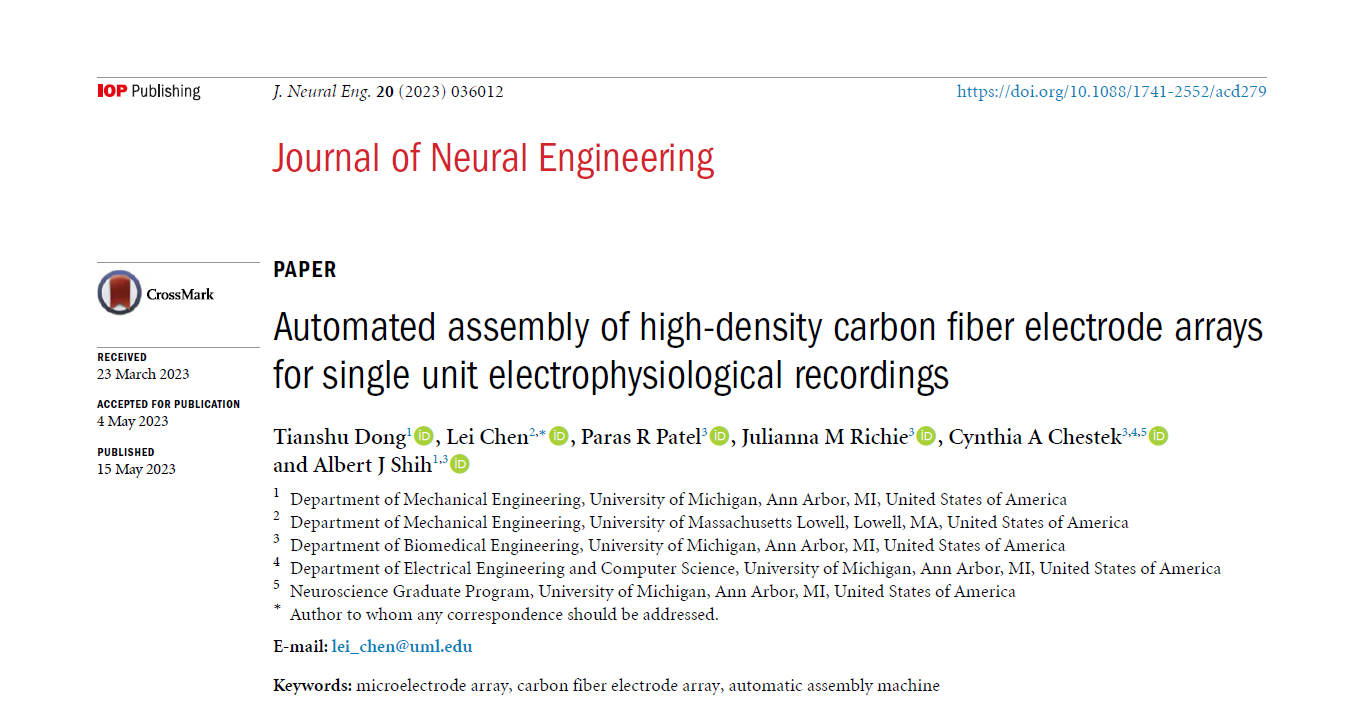 IOP Publishing
J. Neural Eng. 20 (2023) 036012
https://doi.org/10.1088/1741-2552/acd279
Journal of Neural Engineering
CrossMark
RECEIVED
23 March 2023
ACCEPTED FOR PUBLICATION
4 May 2023
PUBLISHED
15 May 2023
PAPER
Automated assembly of high-density carbon fiber electrode arrays
for single unit electrophysiological recordings
Tianshu Dong1 iD, Lei Chen2,* iD, Paras R Patel3 iD, Julianna M Richie3 iD, Cynthia A Chestek3,4,5 iD
and Albert J Shih1,3 iD
1 Department of Mechanical Engineering, University of Michigan, Ann Arbor, MI, United States of America
2 Department of Mechanical Engineering, University of Massachusetts Lowell, Lowell, MA, United States of America
3 Department of Biomedical Engineering, University of Michigan, Ann Arbor, MI, United States of America
4 Department of Electrical Engineering and Computer Science, University of Michigan, Ann Arbor, MI, United States of America
5 Neuroscience Graduate Program, University of Michigan, Ann Arbor, MI, United States of America
* Author to whom any correspondence should be addressed.
E-mail: lei_chen@uml.edu
Keywords: microelectrode array, carbon fiber electrode array, automatic assembly machine